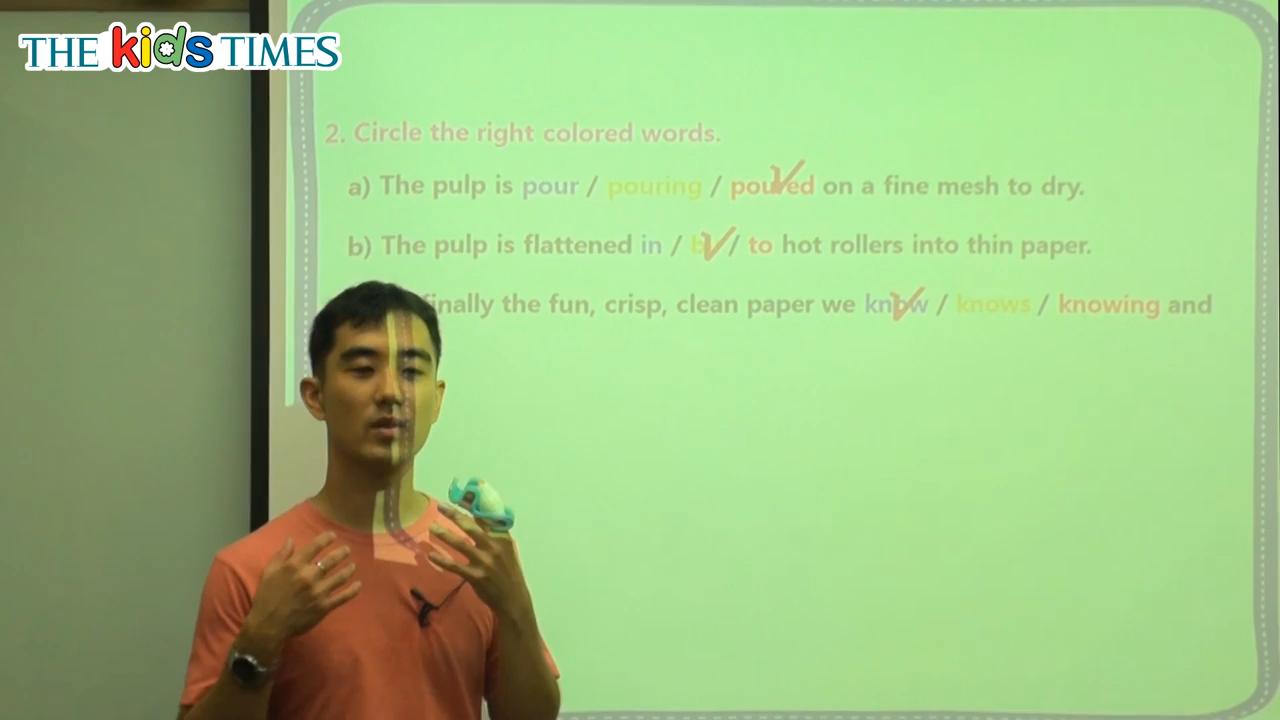 THE kids TIMES
2. Circle the right colored words.
a) The pulp is pour / pouring / poured on a fine mesh to dry.
b) The pulp is flattened in / / to hot rollers into thin paper.
finally the fun, crisp, clean paper we know / knows / knowing and